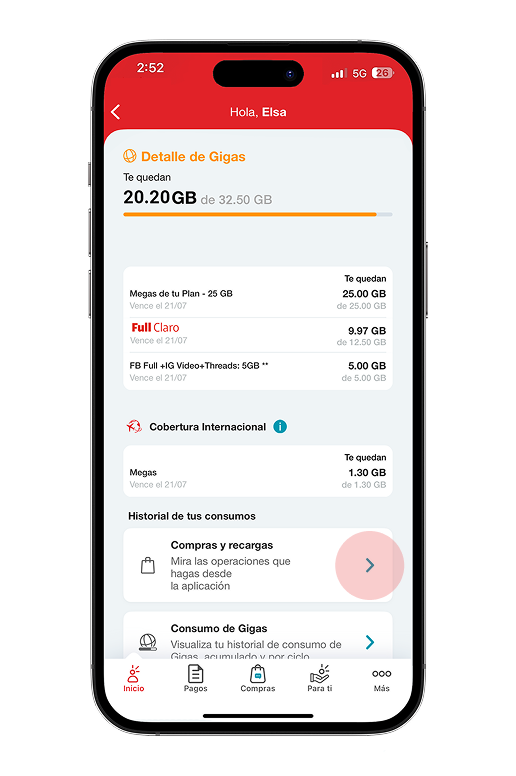 2:52
5G 26
Hola, Elsa
Detalle de Gigas
Te quedan
20.20GB de 32.50 GB
Te quedan
Megas de tu Plan - 25 GB 25.00 GB
Vence el 21/07 de 25.00 GB
Full Claro 9.97 GB
Vence el 21/07 de 12.50 GB
FB Full +IG Video+Threads: 5GB ** 5.00 GB
Vence el 21/07 de 5.00 GB
Cobertura Internacional i
Te quedan
Megas 1.30 GB
Vence el 21/07 de 1.30 GB
Historial de tus consumos
Compras y recargas
Mira las operaciones que
hagas desde
la aplicación
Consumo de Gigas
Visualiza tu historial de consumo de
Gigas, acumulado y por ciclo
Inicio Pagos Compras Para ti Más